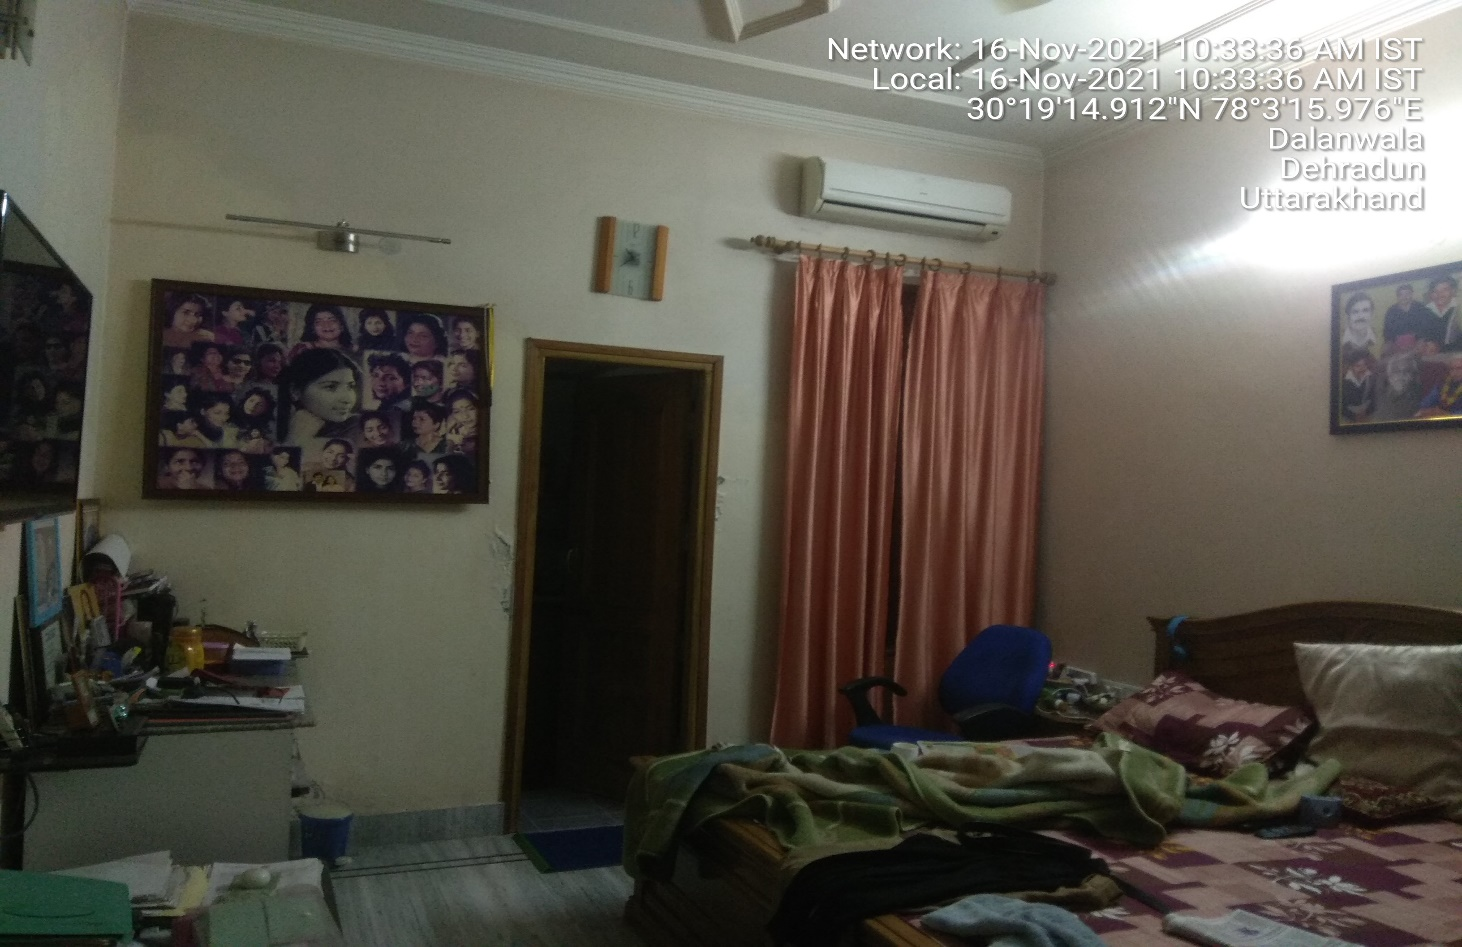 Network: 16-Nov-2021 10:33:36 AM IST
Local: 16-Nov-2021 10:33:36 AM IST
30°19'14.912"N 78°3'15.976"E
Dalanwala
Dehradun
Uttarakhand